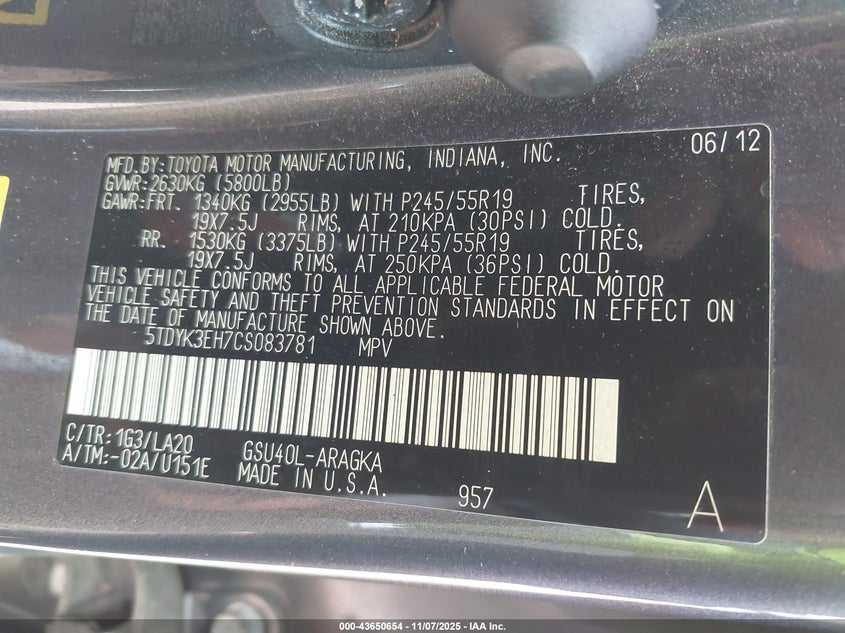 06/12
MFD.BY:TOYOTA MOTOR MANUFACTURING, INDIANA, INC.
GVWR:2630KG (5800LB)
GAWR:FRT. 1340KG (2955LB) WITH P245/55R19 TIRES,
19X7.5J RIMS, AT 210KPA (30PSI) COLD.
RR. 1530KG (3375LB) WITH P245/55R19 TIRES,
19X7.5J RIMS, AT 250KPA (36PSI) COLD.
THIS VEHICLE CONFORMS TO ALL APPLICABLE FEDERAL MOTOR
VEHICLE SAFETY AND THEFT PREVENTION STANDARDS IN EFFECT ON
THE DATE OF MANUFACTURE SHOWN ABOVE.
5TDYK3EH7CS083781 MPV
C/TR:1G3/LA20 GSU40L-ARAGKA
A/TM:-02A/U151E MADE IN U.S.A.
957 A
000-43650654 - 11/07/2025 - IAA Inc.